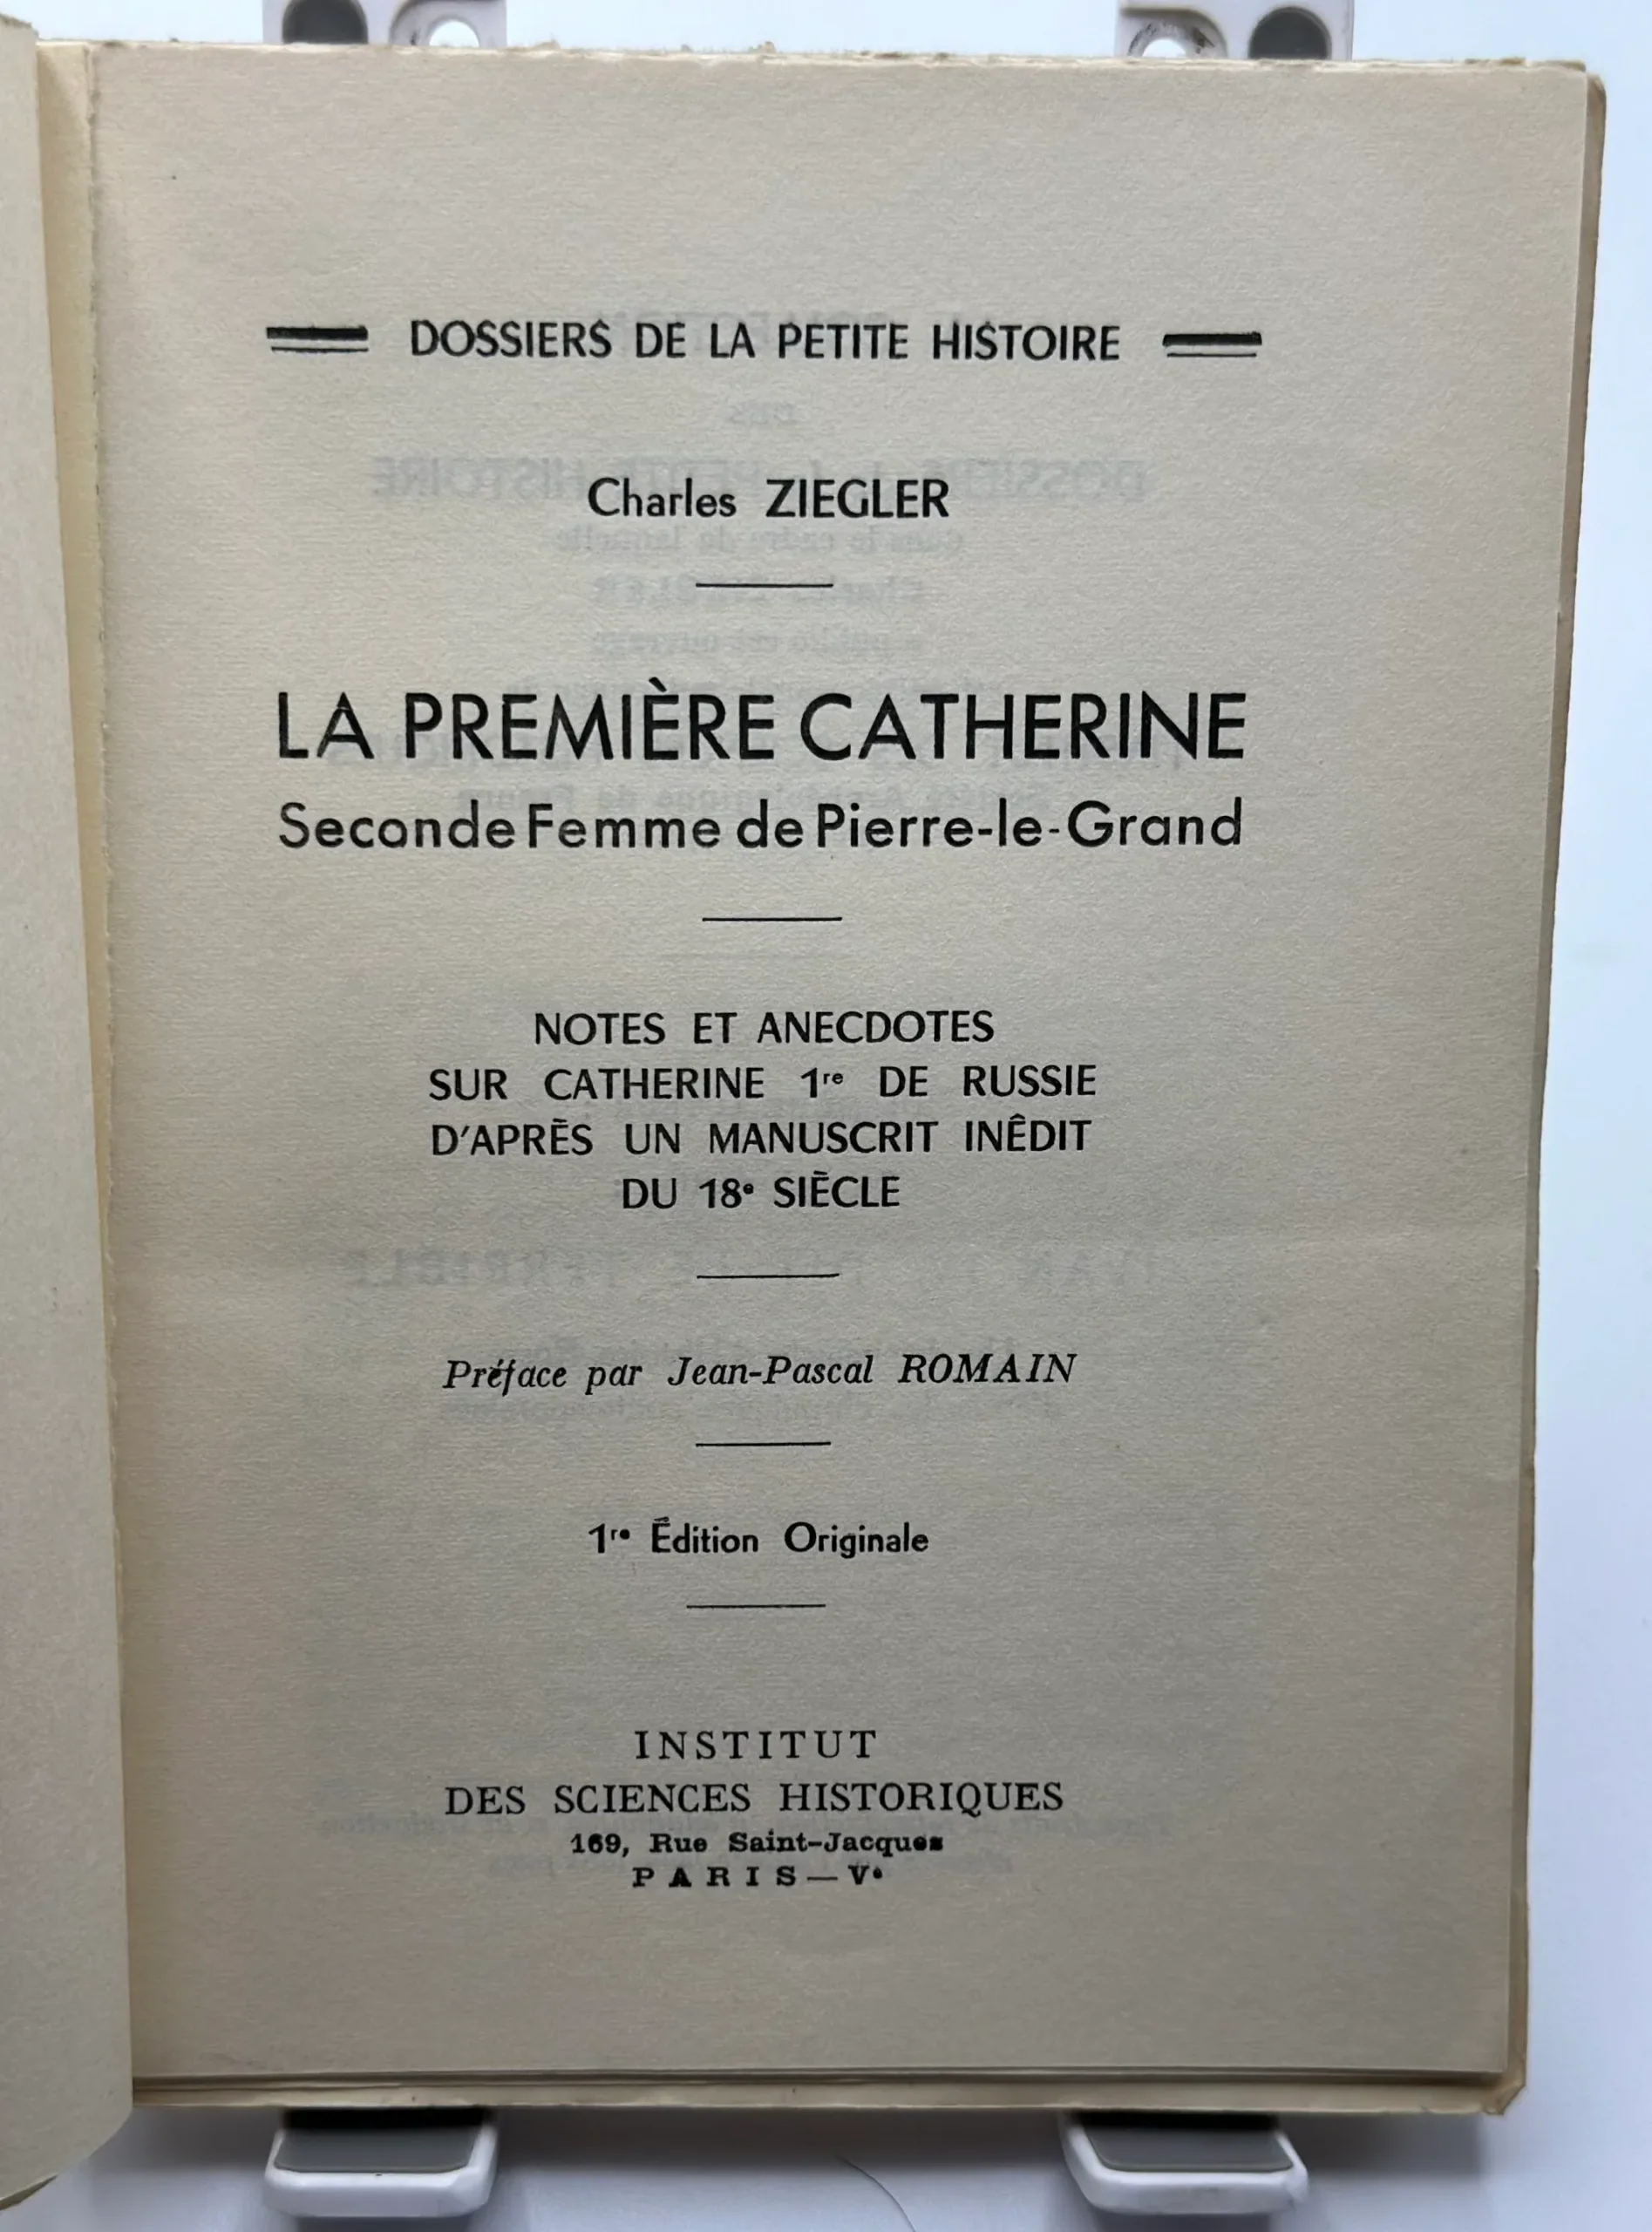 DOSSIERS DE LA PETITE HISTOIRE
Charles ZIEGLER
LA PREMIÈRE CATHERINE
Seconde Femme de Pierre-le-Grand
NOTES ET ANECDOTES
SUR CATHERINE 1re DE RUSSIE
D'APRÈS UN MANUSCRIT INÊDIT
DU 18e SIÈCLE
Préface par Jean-Pascal ROMAIN
1re Édition Originale
INSTITUT
DES SCIENCES HISTORIQUES
169, Rue Saint-Jacques
PARIS—Ve